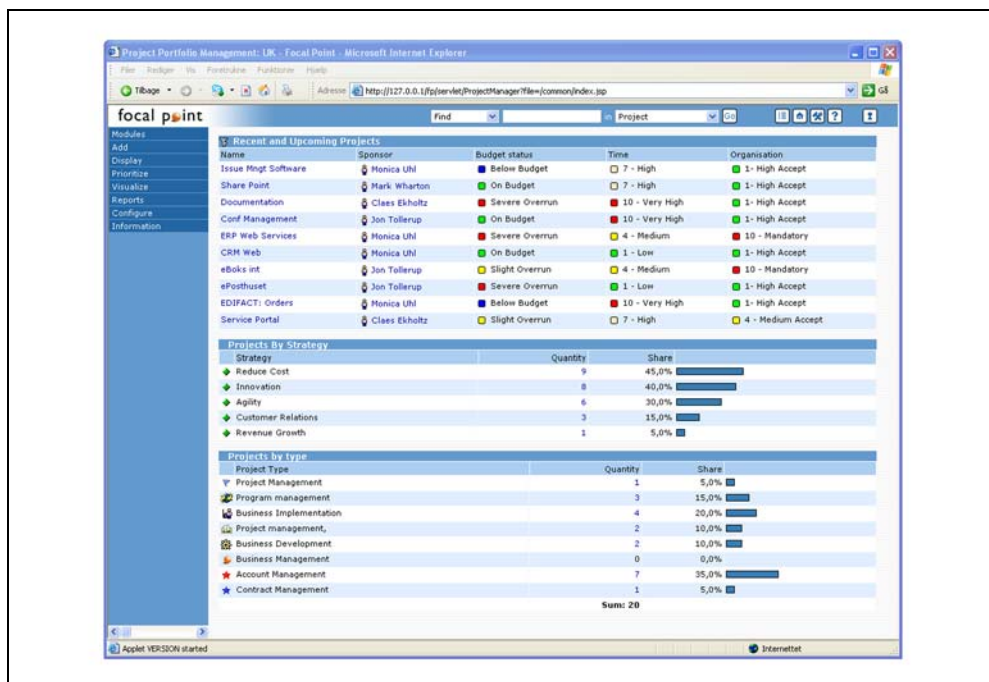 Project Portfolio Management: UK - Focal Point - Microsoft Internet Explorer
Filer Rediger Vis Foretrukne Funktioner Hjælp
Tilbage
Adresse http://127.0.0.1/fp/servlet/ProjectManager?file=/common/index.jsp Gå
focal point Find in Project Go ?
Modules
Add
Display
Prioritize
Visualize
Reports
Configure
Information
Recent and Upcoming Projects
Name Sponsor Budget status Time Organisation
Issue Mngt Software Monica Uhl Below Budget 7 - High 1- High Accept
Share Point Mark Wharton On Budget 7 - High 1- High Accept
Documentation Claes Ekholtz Severe Overrun 10 - Very High 1- High Accept
Conf Management Jon Tollerup On Budget 10 - Very High 1- High Accept
ERP Web Services Monica Uhl Severe Overrun 4 - Medium 10 - Mandatory
CRM Web Monica Uhl On Budget 1 - Low 1- High Accept
eBoks int Jon Tollerup Slight Overrun 4 - Medium 10 - Mandatory
ePosthuset Jon Tollerup Severe Overrun 1 - Low 1- High Accept
EDIFACT: Orders Monica Uhl Below Budget 10 - Very High 1- High Accept
Service Portal Claes Ekholtz Slight Overrun 7 - High 4 - Medium Accept
Projects By Strategy
Strategy Quantity Share
Reduce Cost 9 45,0%
Innovation 8 40,0%
Agility 6 30,0%
Customer Relations 3 15,0%
Revenue Growth 1 5,0%
Projects by type
Project Type Quantity Share
Project Management 1 5,0%
Program management 3 15,0%
Business Implementation 4 20,0%
Project management, 2 10,0%
Business Development 2 10,0%
Business Management 0 0,0%
Account Management 7 35,0%
Contract Management 1 5,0%
Sum: 20
Applet VERSION started Internettet